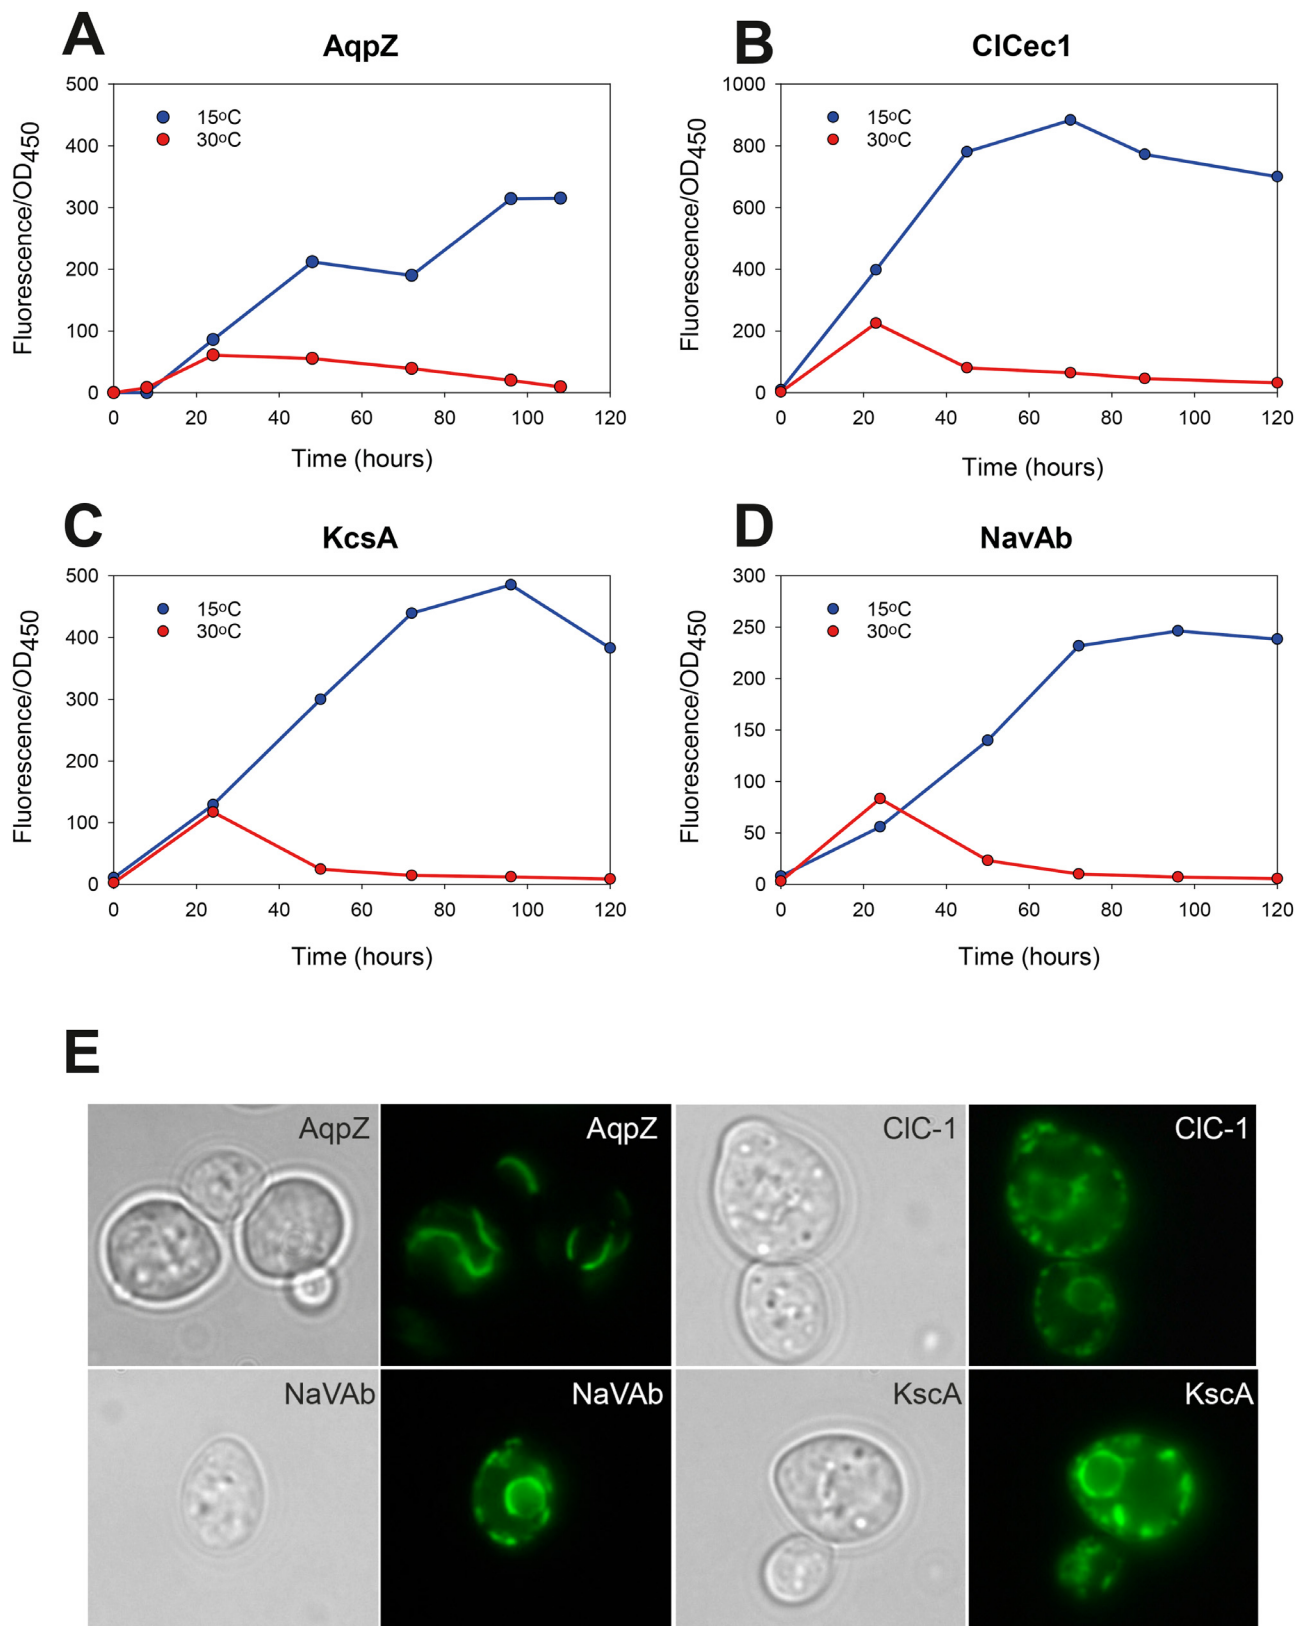 A
AqpZ
500
400
300
200
100
0
Fluorescence/OD450
15oC
30oC
0 20 40 60 80 100 120
Time (hours)
B
ClCec1
1000
800
600
400
200
0
Fluorescence/OD450
15oC
30oC
0 20 40 60 80 100 120
Time (hours)
C
KcsA
500
400
300
200
100
0
Fluorescence/OD450
15oC
30oC
0 20 40 60 80 100 120
Time (hours)
D
NavAb
300
250
200
150
100
50
0
Fluorescence/OD450
15oC
30oC
0 20 40 60 80 100 120
Time (hours)
E
AqpZ AqpZ ClC-1 ClC-1
NaVAb NaVAb KscA KscA